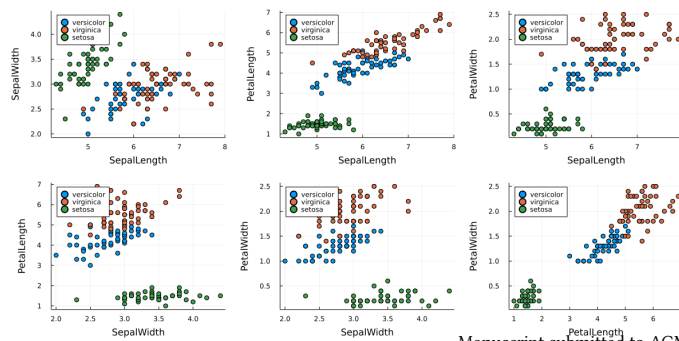 versicolor
virginica
setosa
4.0
3.5
3.0
2.5
2.0
SepalWidth
5
6
7
8
SepalLength
versicolor
virginica
setosa
7
6
5
4
3
2
1
PetalLength
5
6
7
8
SepalLength
versicolor
virginica
setosa
2.5
2.0
1.5
1.0
0.5
PetalWidth
5
6
7
SepalLength
versicolor
virginica
setosa
7
6
5
4
3
2
1
PetalLength
2.0
2.5
3.0
3.5
4.0
SepalWidth
versicolor
virginica
setosa
2.5
2.0
1.5
1.0
0.5
PetalWidth
2.0
2.5
3.0
3.5
4.0
SepalWidth
versicolor
virginica
setosa
2.5
2.0
1.5
1.0
0.5
PetalWidth
1
2
3
4
5
6
PetalLength
Manuscript submitted to ACM